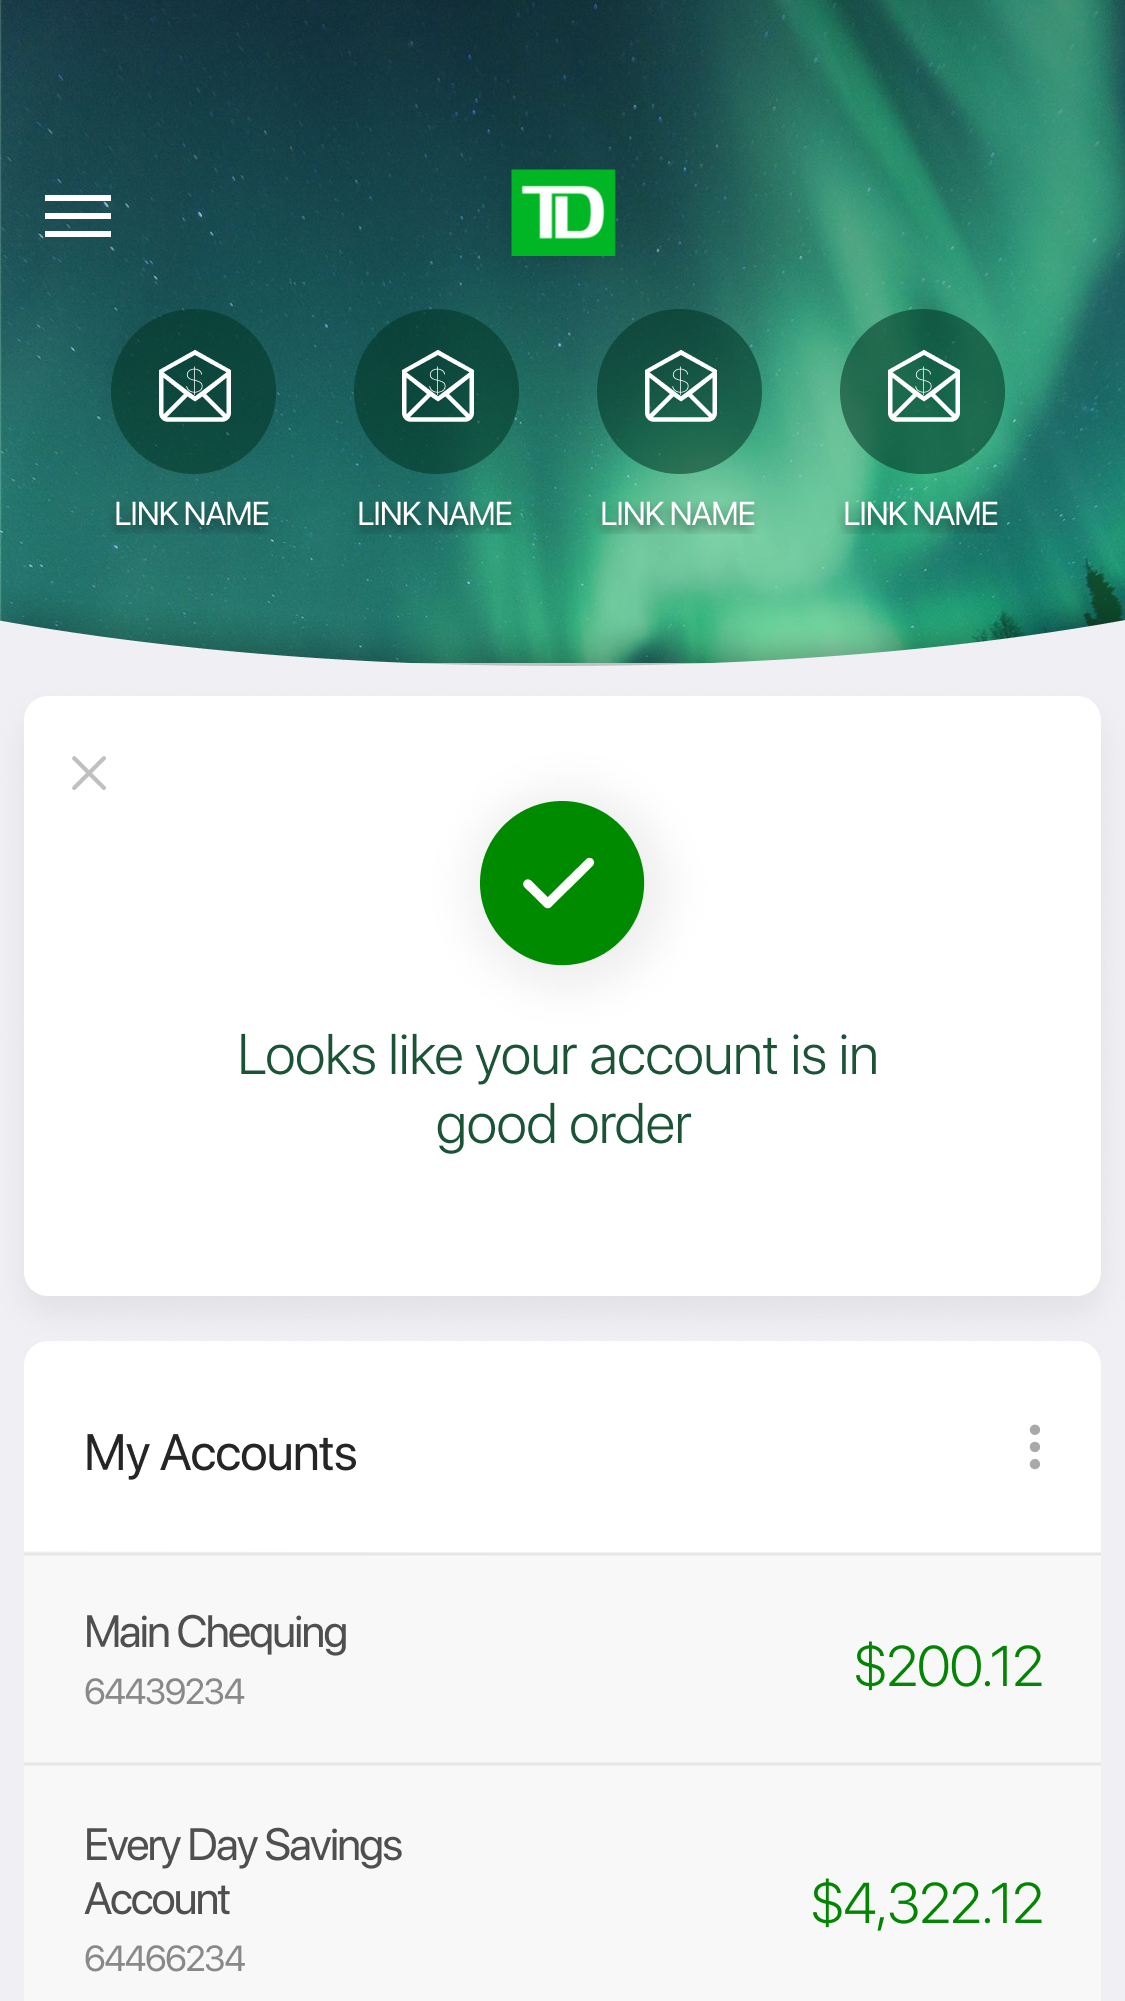 TD
$ $ $ $
LINK NAME LINK NAME LINK NAME LINK NAME
Looks like your account is in
good order
My Accounts
Main Chequing
64439234
$200.12
Every Day Savings
Account
64466234
$4,322.12